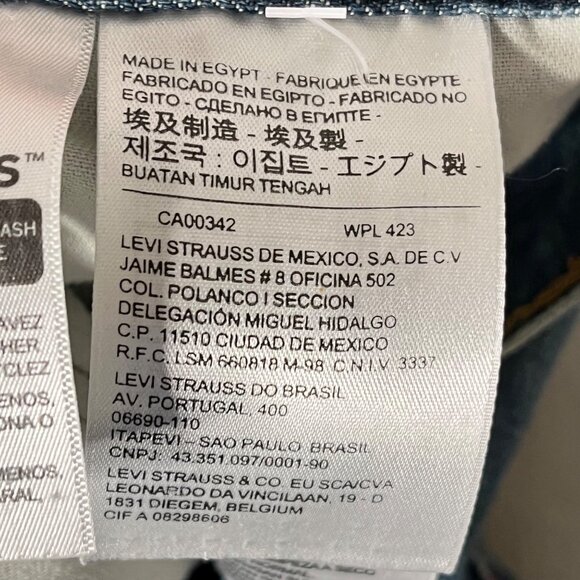 MADE IN EGYPT - FABRIQUE EN EGYPTE -
FABRICADO EN EGIPTO - FABRICADO NO
EGITO - СДЕЛАНО В ЕГИПТЕ -
埃及制造 - 埃及製 -
제조국 : 이집트 - エジプト製 -
BUATAN TIMUR TENGAH
CA00342 WPL 423
LEVI STRAUSS DE MEXICO, S.A. DE C.V
JAIME BALMES # 8 OFICINA 502
COL. POLANCO I SECCION
DELEGACIÓN MIGUEL HIDALGO
C.P. 11510 CIUDAD DE MEXICO
R.F.C. LSM 660818 M-98 C.N.I.V. 3337
LEVI STRAUSS DO BRASIL
AV. PORTUGAL, 400
06690-110
ITAPEVI - SAO PAULO BRASIL
CNPJ: 43.351.097/0001-90
LEVI STRAUSS & CO. EU SCA/CVA
LEONARDO DA VINCILAAN, 19 - D
1831 DIEGEM, BELGIUM
CIF A 08298606
S™